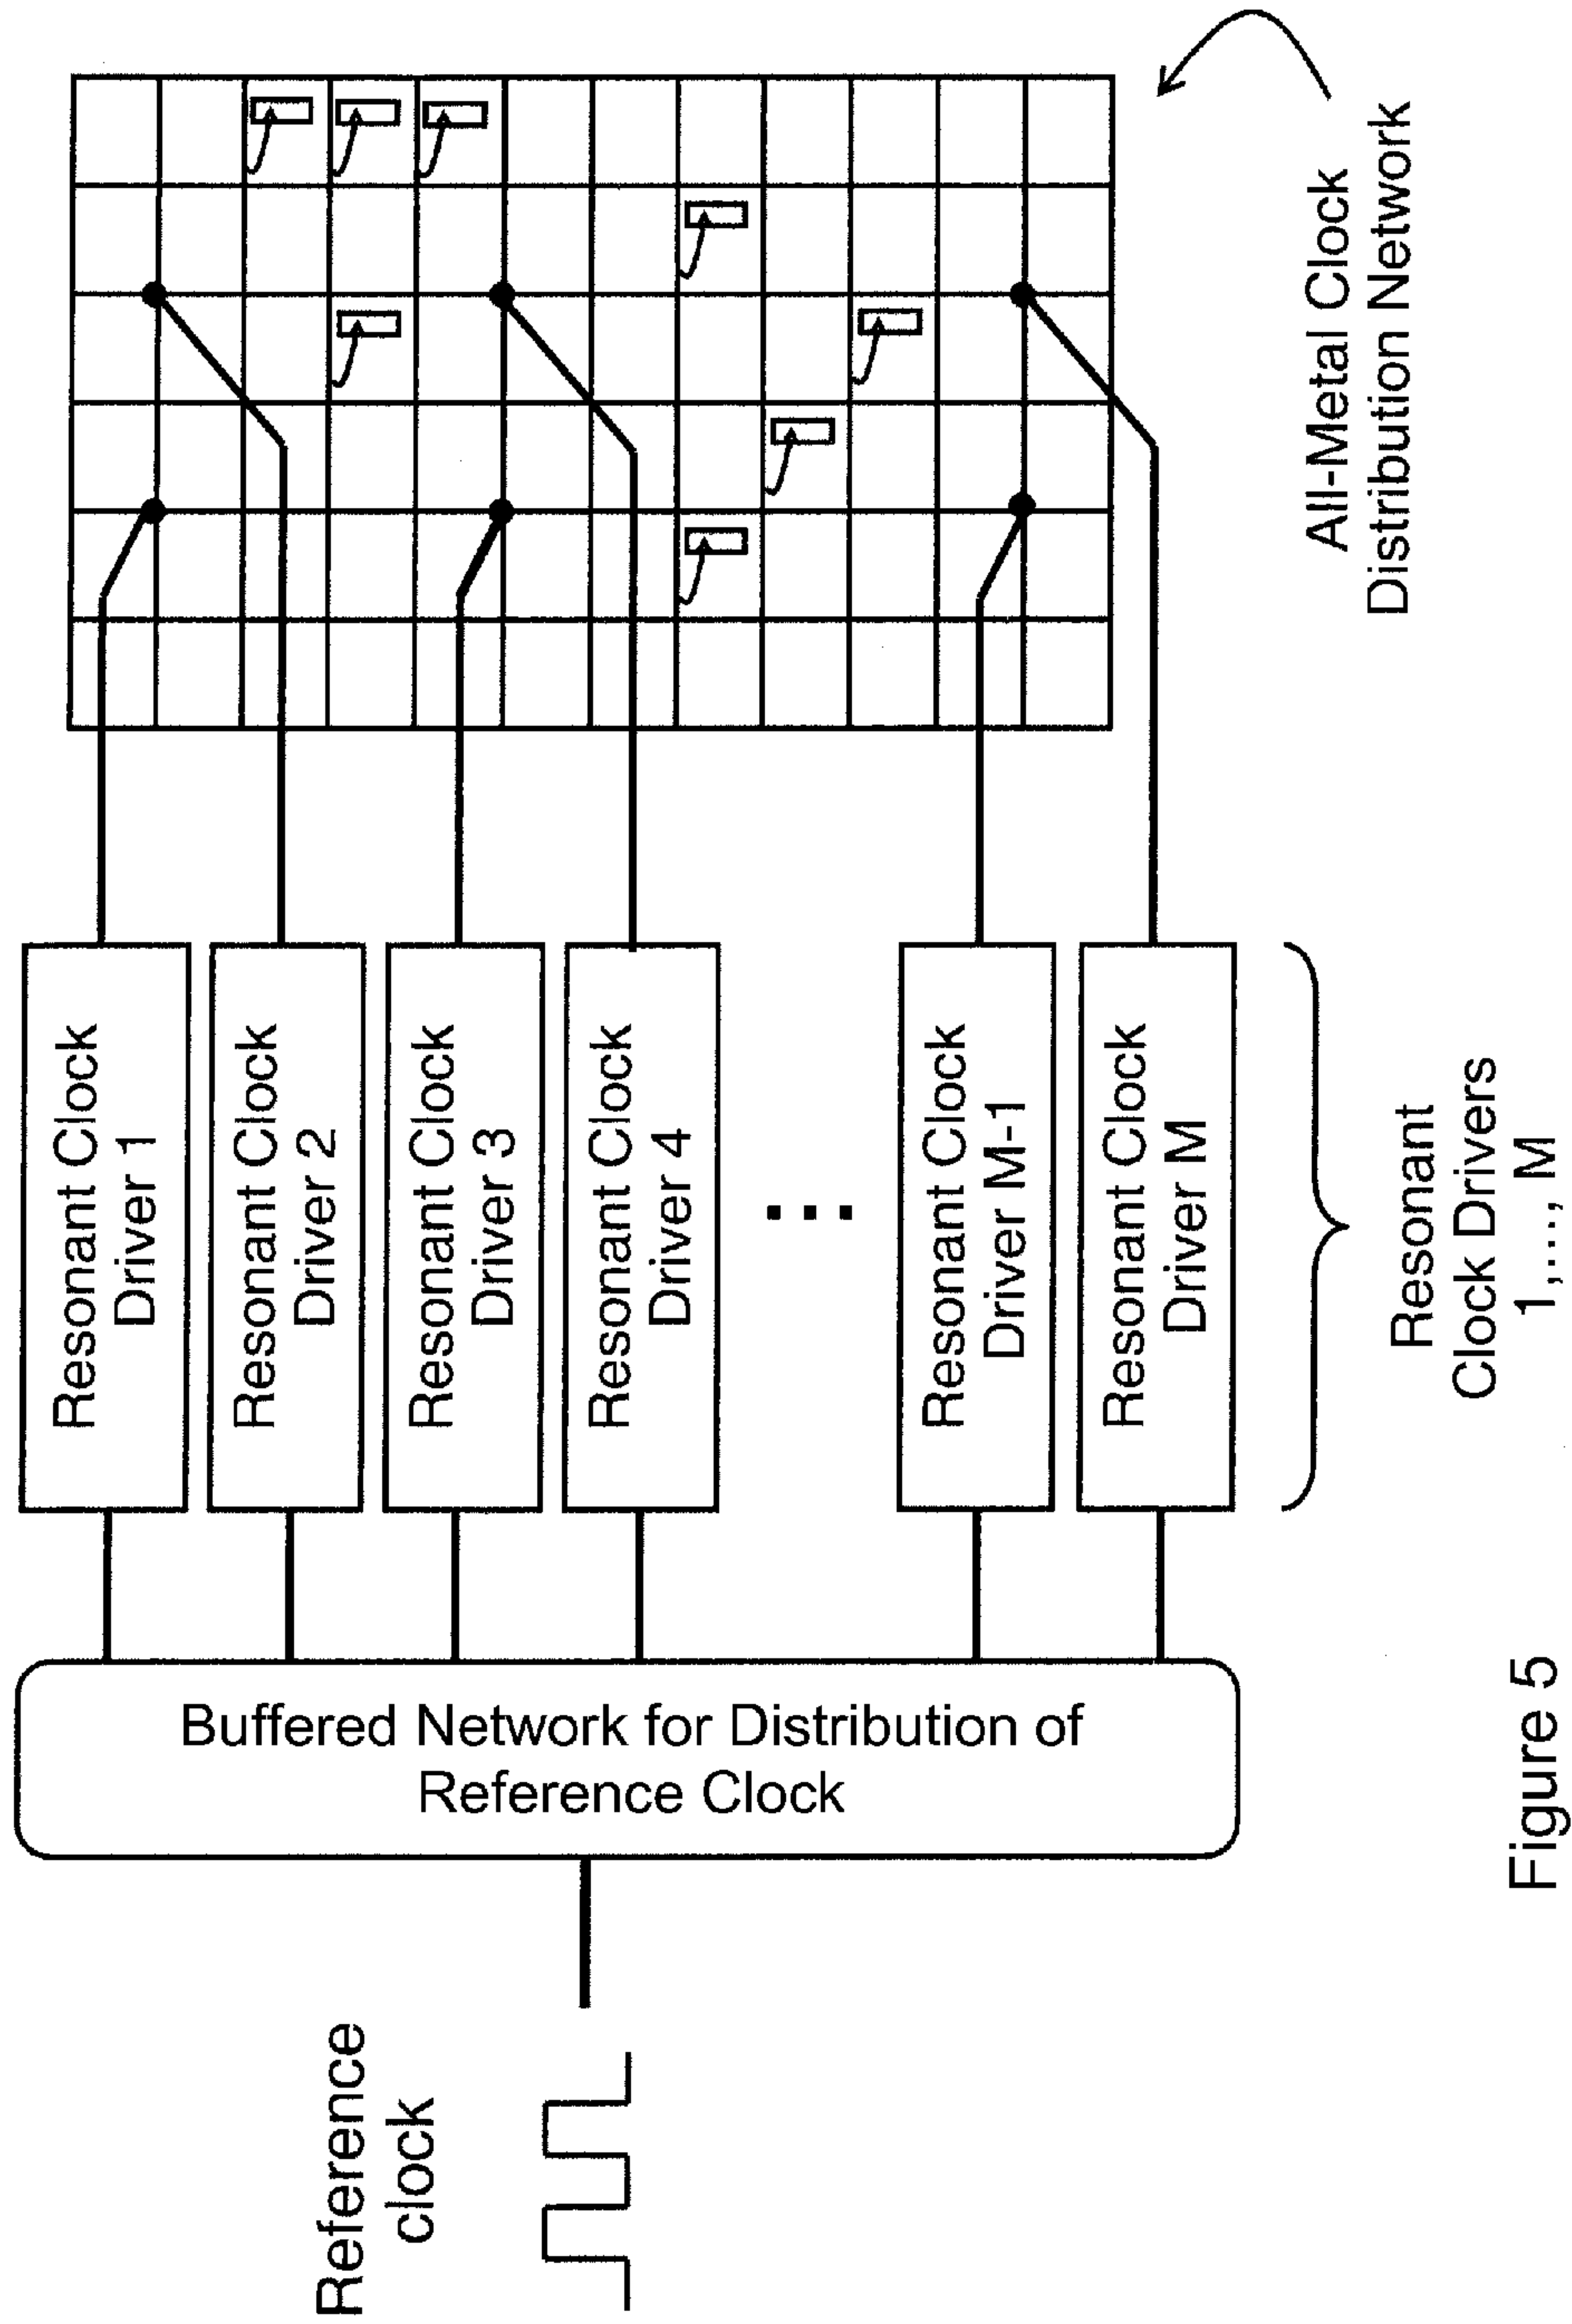 Reference
clock
Buffered Network for Distribution of
Reference Clock
Resonant Clock
Driver 1
Resonant Clock
Driver 2
Resonant Clock
Driver 3
Resonant Clock
Driver 4
...
Resonant Clock
Driver M-1
Resonant Clock
Driver M
Resonant
Clock Drivers
1,..., M
All-Metal Clock
Distribution Network
Figure 5